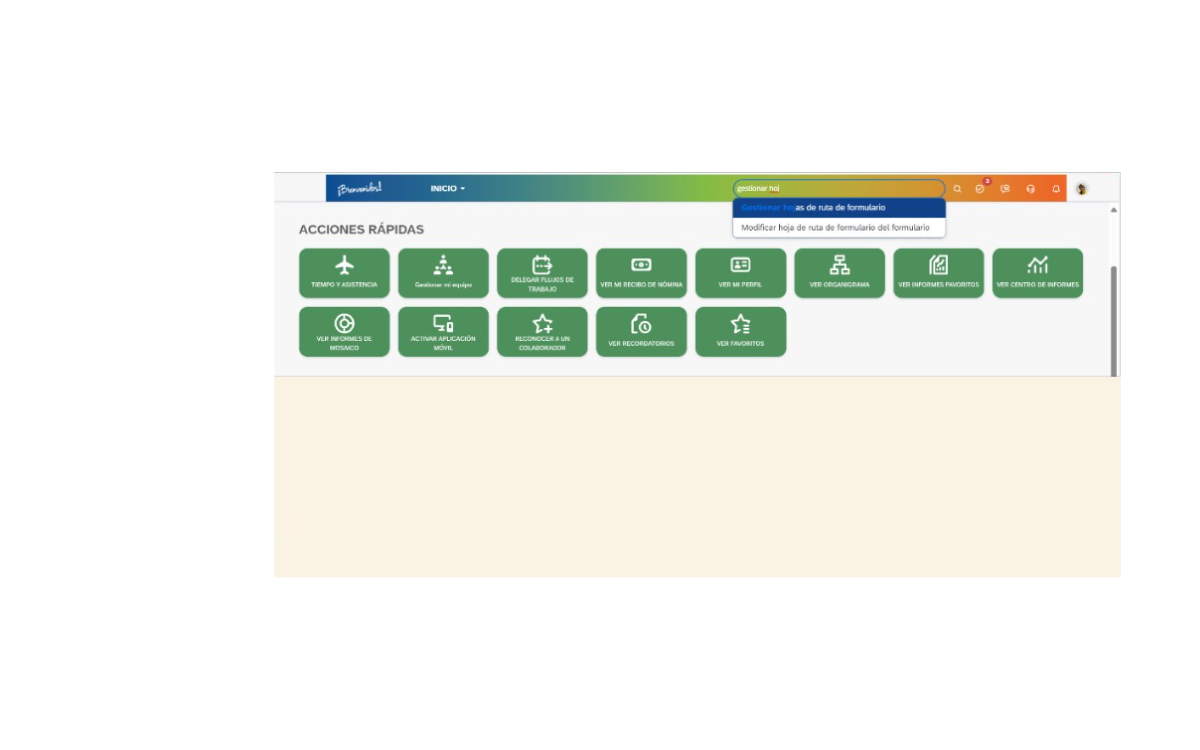 ¡Bienvenidos!
INICIO
gestionar hoj
2
Gestionar hojas de ruta de formulario
Modificar hoja de ruta de formulario del formulario
ACCIONES RÁPIDAS
TIEMPO Y ASISTENCIA
Gestionar mi equipo
DELEGAR FLUJOS DE
TRABAJO
VER MI RECIBO DE NÓMINA
VER MI PERFIL
VER ORGANIGRAMA
VER INFORMES FAVORITOS
VER CENTRO DE INFORMES
VER INFORMES DE
MOSAICO
ACTIVAR APLICACIÓN
MÓVIL
RECONOCER A UN
COLABORADOR
VER RECORDATORIOS
VER FAVORITOS